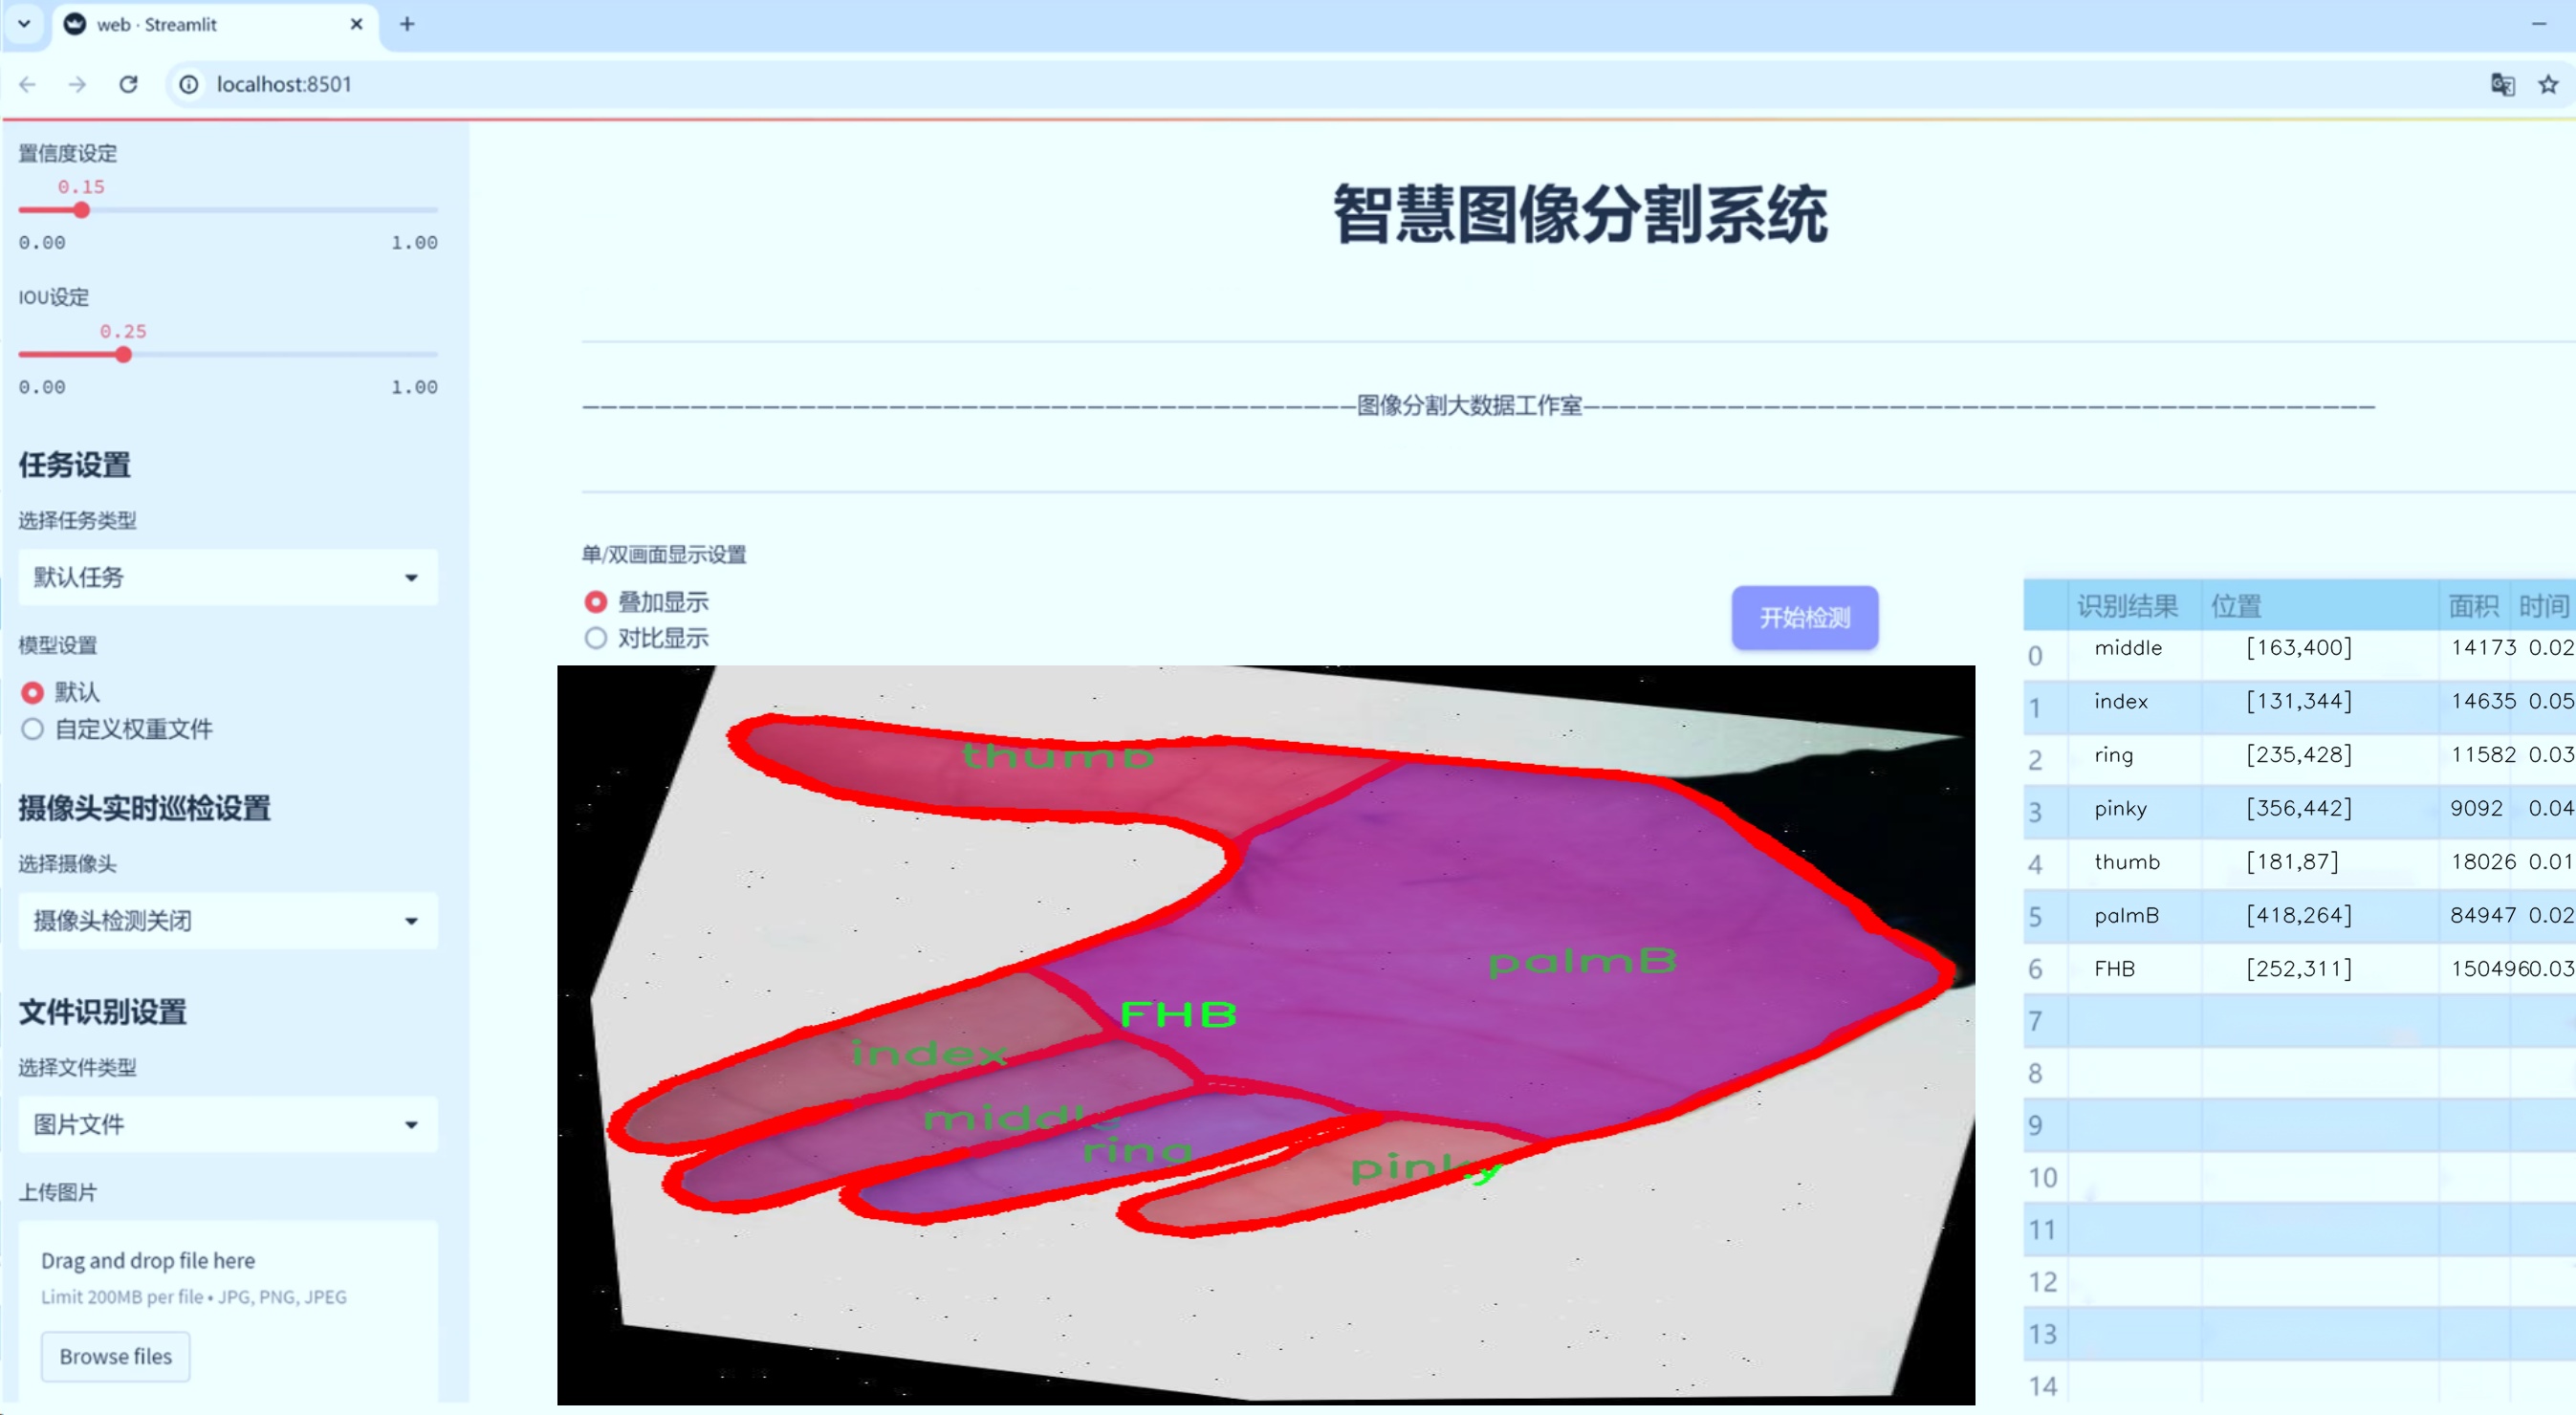 web · Streamlit
localhost:8501
置信度设定
0.15
0.00 1.00
IOU设定
0.25
0.00 1.00
任务设置
选择任务类型
默认任务
模型设置
默认
自定义权重文件
摄像头实时巡检设置
选择摄像头
摄像头检测关闭
文件识别设置
选择文件类型
图片文件
上传图片
Drag and drop file here
Limit 200MB per file • JPG, PNG, JPEG
Browse files
智慧图像分割系统
图像分割大数据工作室
单/双画面显示设置
叠加显示
对比显示
开始检测
thumb
palmB
FHB
index
middle
ring
pinky
识别结果 位置 面积 时间
0 middle [163,400] 14173 0.02
1 index [131,344] 14635 0.05
2 ring [235,428] 11582 0.03
3 pinky [356,442] 9092 0.04
4 thumb [181,87] 18026 0.01
5 palmB [418,264] 84947 0.02
6 FHB [252,311] 1504960.03
7
8
9
10
11
12
13
14